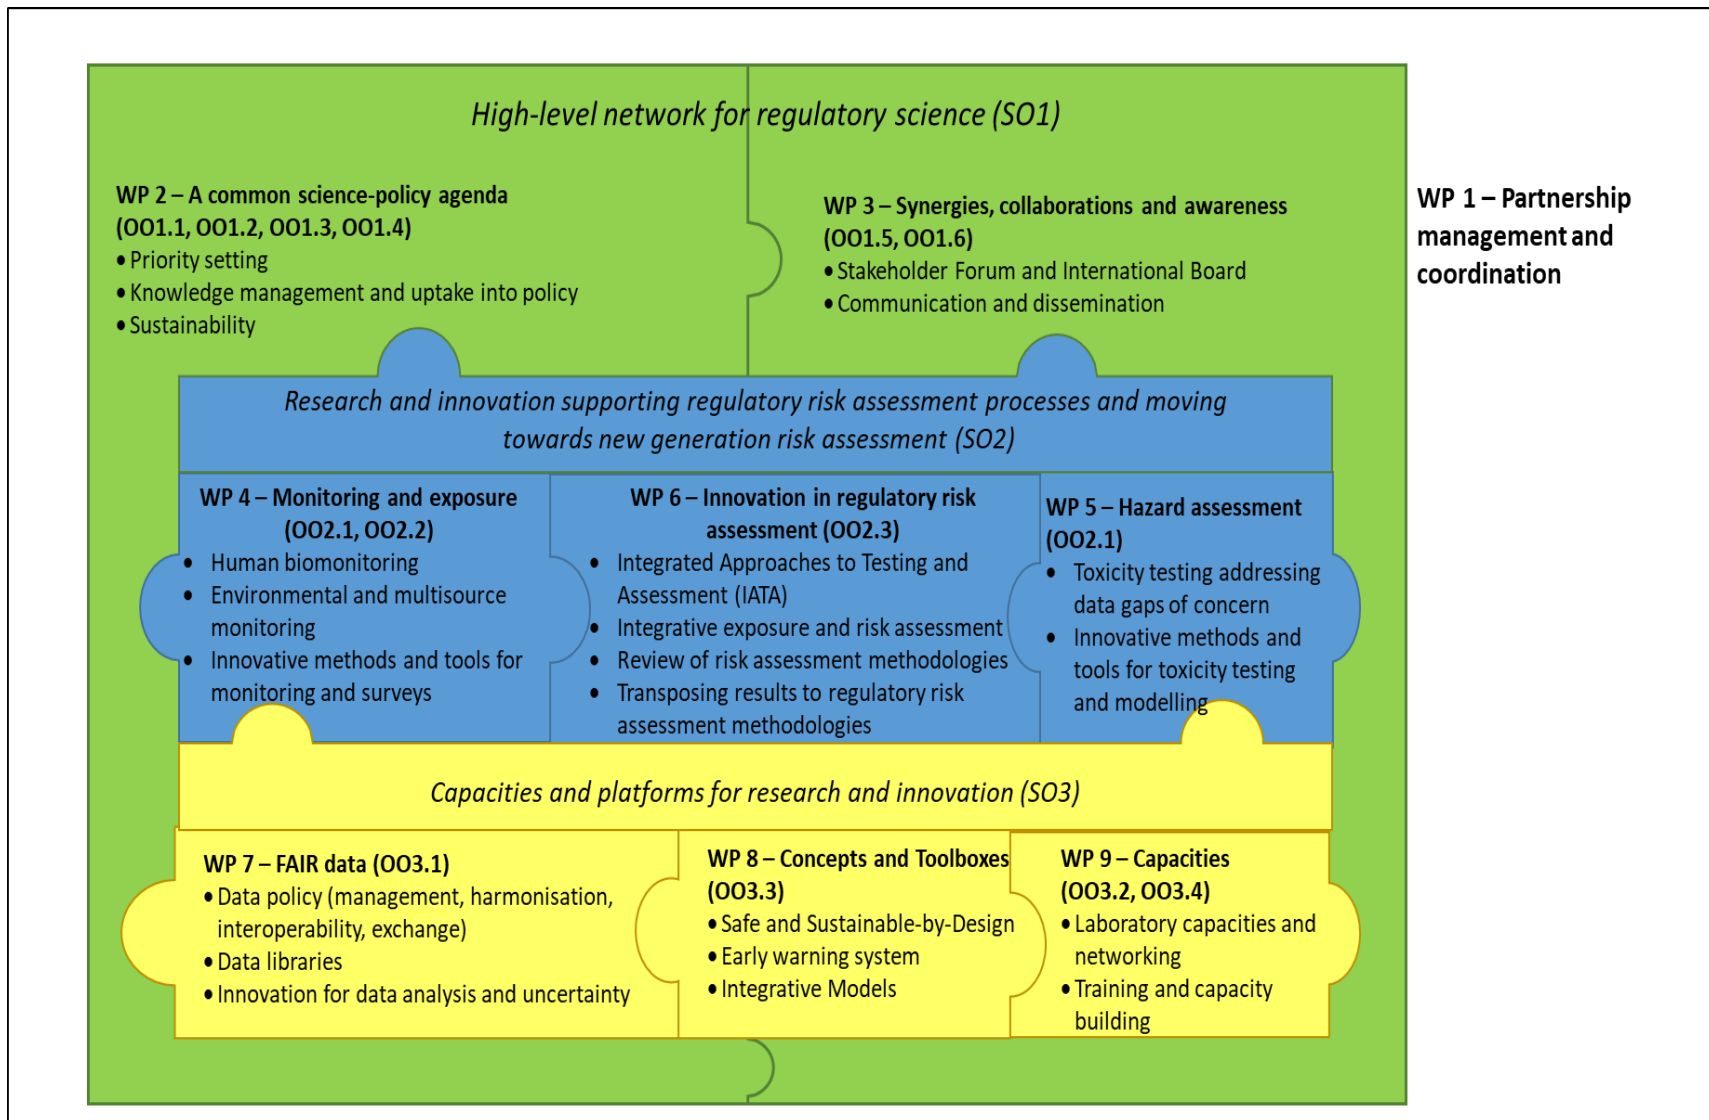 High-level network for regulatory science (SO1)
WP 2 – A common science-policy agenda
(OO1.1, OO1.2, OO1.3, OO1.4)
• Priority setting
• Knowledge management and uptake into policy
• Sustainability
WP 3 – Synergies, collaborations and awareness
(OO1.5, OO1.6)
• Stakeholder Forum and International Board
• Communication and dissemination
WP 1 – Partnership
management and
coordination
Research and innovation supporting regulatory risk assessment processes and moving
towards new generation risk assessment (SO2)
WP 4 – Monitoring and exposure
(OO2.1, OO2.2)
• Human biomonitoring
• Environmental and multisource
monitoring
• Innovative methods and tools for
monitoring and surveys
WP 6 – Innovation in regulatory risk
assessment (OO2.3)
• Integrated Approaches to Testing and
Assessment (IATA)
• Integrative exposure and risk assessment
• Review of risk assessment methodologies
• Transposing results to regulatory risk
assessment methodologies
WP 5 – Hazard assessment
(OO2.1)
• Toxicity testing addressing
data gaps of concern
• Innovative methods and
tools for toxicity testing
and modelling
Capacities and platforms for research and innovation (SO3)
WP 7 – FAIR data (OO3.1)
• Data policy (management, harmonisation,
interoperability, exchange)
• Data libraries
• Innovation for data analysis and uncertainty
WP 8 – Concepts and Toolboxes
(OO3.3)
• Safe and Sustainable-by-Design
• Early warning system
• Integrative Models
WP 9 – Capacities
(OO3.2, OO3.4)
• Laboratory capacities and
networking
• Training and capacity
building